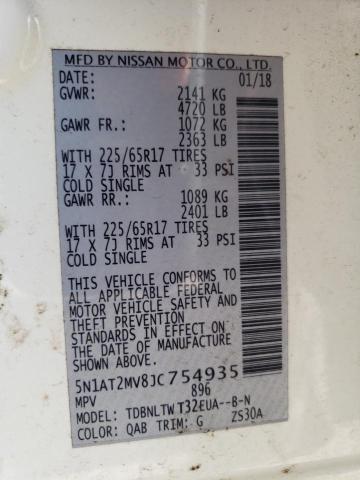 MFD BY NISSAN MOTOR CO., LTD.
DATE: 01/18
GVWR: 2141 KG
4720 LB
GAWR FR.: 1072 KG
2363 LB
WITH 225/65R17 TIRES
17 X 7J RIMS AT 33 PSI
COLD SINGLE
GAWR RR.: 1089 KG
2401 LB
WITH 225/65R17 TIRES
17 X 7J RIMS AT 33 PSI
COLD SINGLE
THIS VEHICLE CONFORMS TO
ALL APPLICABLE FEDERAL
MOTOR VEHICLE SAFETY AND
THEFT PREVENTION
STANDARDS IN EFFECT ON
THE DATE OF MANUFACTURE
SHOWN ABOVE.
5N1AT2MV8JC754935
MPV 896
MODEL: TDBNLTW T32EUA--B-N
COLOR: QAB TRIM: G ZS30A